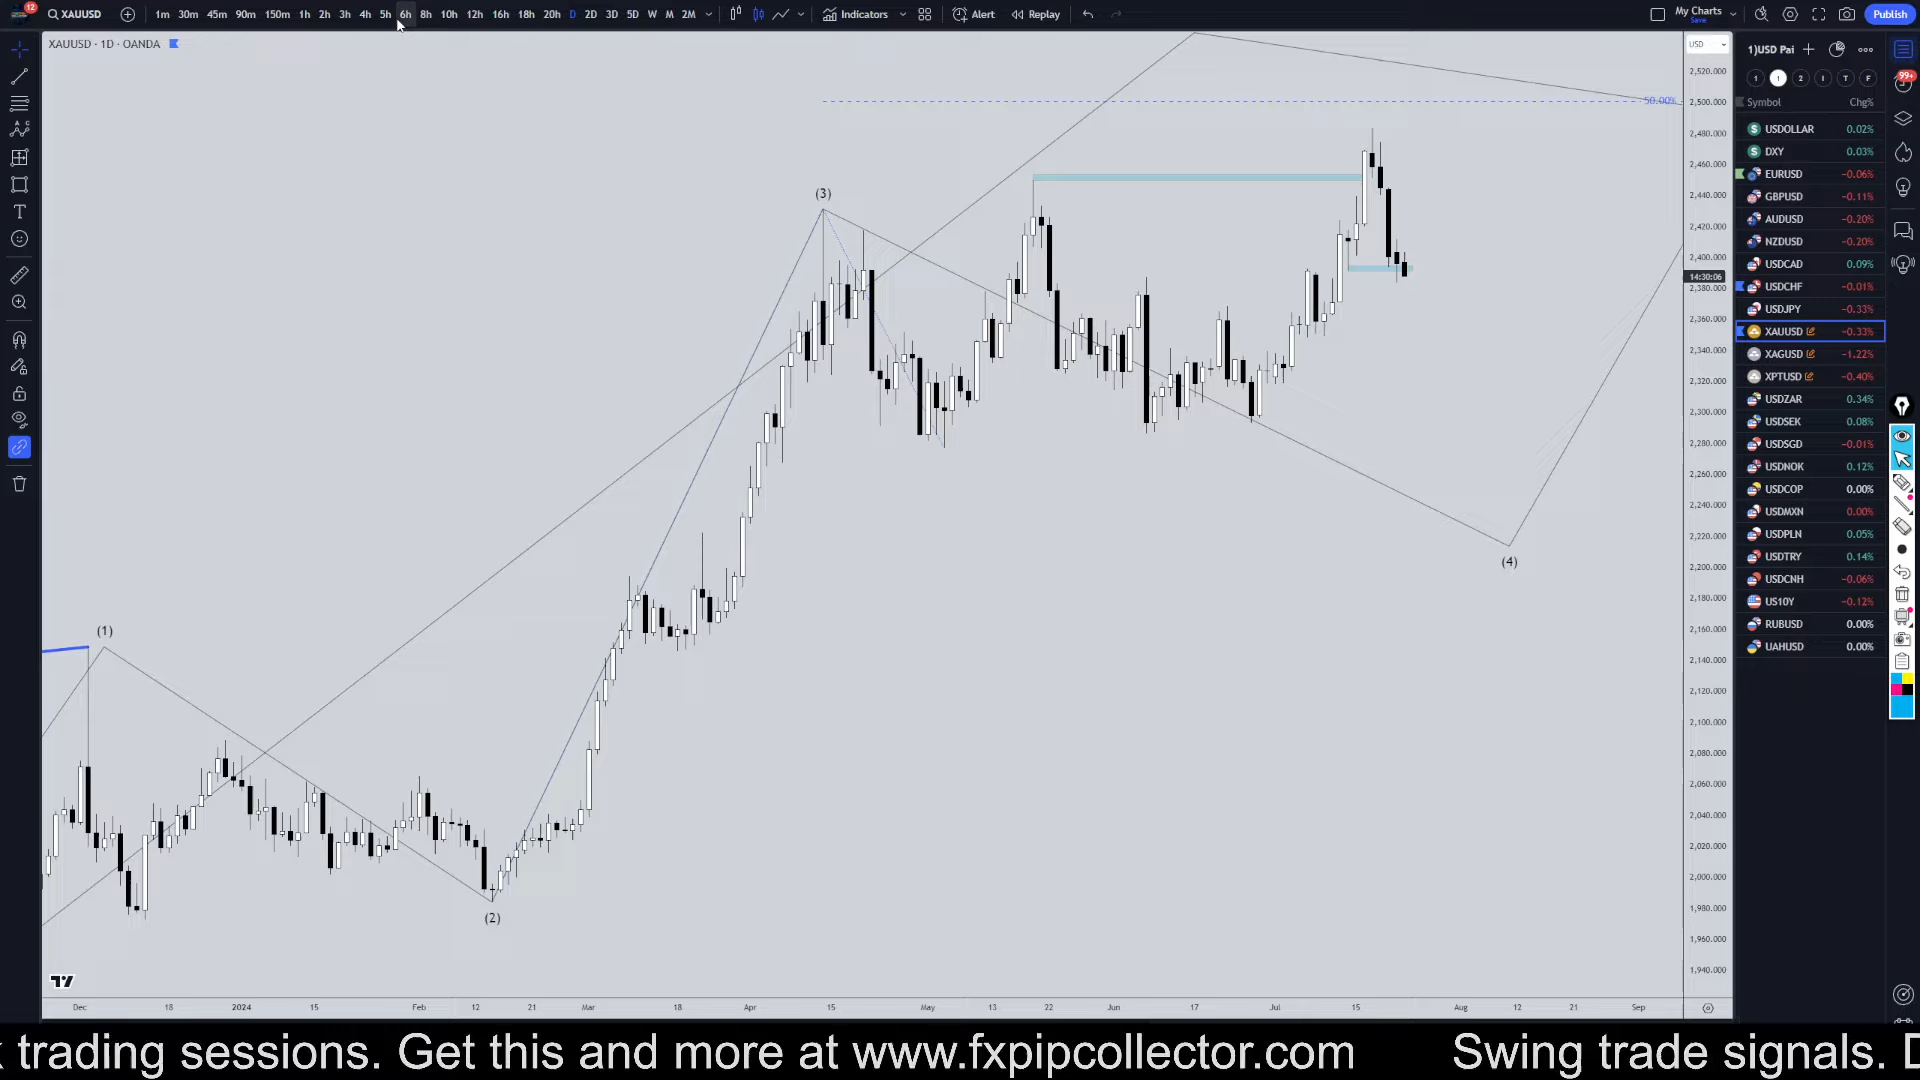 12
XAUUSD 1m 30m 45m 90m 150m 1h 2h 3h 4h 5h 6h 8h 10h 12h 16h 18h 20h D 2D 3D 5D W M 2M Indicators Alert Replay My Charts Save Publish
XAUUSD · 1D · OANDA
USD
2,520.000
2,500.000
2,480.000
2,460.000
2,440.000
2,420.000
2,400.000
14:30:06
2,380.000
2,360.000
2,340.000
2,320.000
2,300.000
2,280.000
2,260.000
2,240.000
2,220.000
2,200.000
2,180.000
2,160.000
2,140.000
2,120.000
2,100.000
2,080.000
2,060.000
2,040.000
2,020.000
2,000.000
1,980.000
1,960.000
1,940.000
50.00%
(3)
(4)
(1)
(2)
Dec 18 2024 15 Feb 12 21 Mar 18 Apr 15 May 13 22 Jun 17 Jul 15 Aug 12 21 Sep
1)USD Pai
99+
1 1 2 I T F
Symbol Chg%
USDOLLAR 0.02%
DXY 0.03%
EURUSD −0.06%
GBPUSD −0.11%
AUDUSD −0.20%
NZDUSD −0.20%
USDCAD 0.09%
USDCHF −0.01%
USDJPY −0.33%
XAUUSD −0.33%
XAGUSD −1.22%
XPTUSD −0.40%
USDZAR 0.34%
USDSEK 0.08%
USDSGD −0.01%
USDNOK 0.12%
USDCOP 0.00%
USDMXN 0.00%
USDPLN 0.05%
USDTRY 0.14%
USDCNH −0.06%
US10Y −0.12%
RUBUSD 0.00%
UAHUSD 0.00%
trading sessions. Get this and more at www.fxpipcollector.com Swing trade signals.